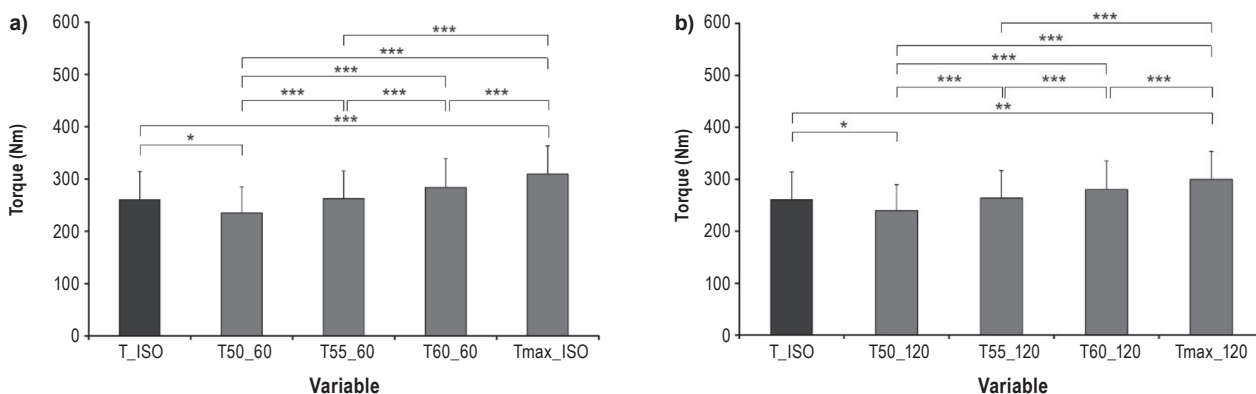 a)
600
***
***
500
***
***
***
***
400
***
*
300
200
100
0
Torque (Nm)
T_ISO
T50_60
T55_60
T60_60
Tmax_ISO
Variable
b)
600
***
***
500
***
***
***
***
**
400
*
300
200
100
0
Torque (Nm)
T_ISO
T50_120
T55_120
T60_120
Tmax_120
Variable